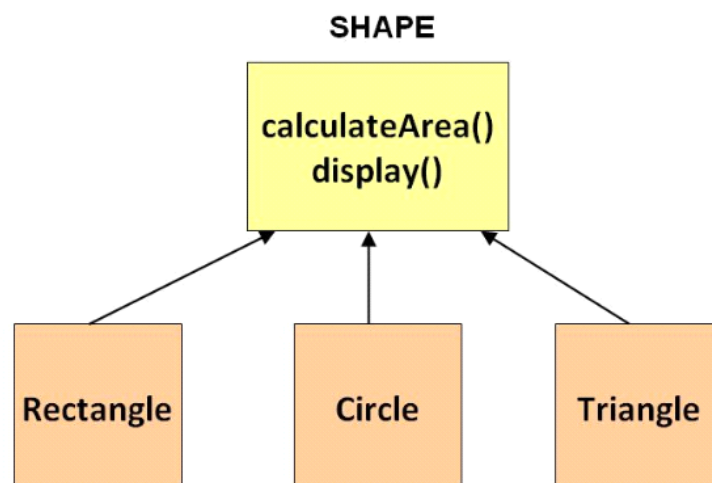 SHAPE
calculateArea()
display()
Rectangle
Circle
Triangle